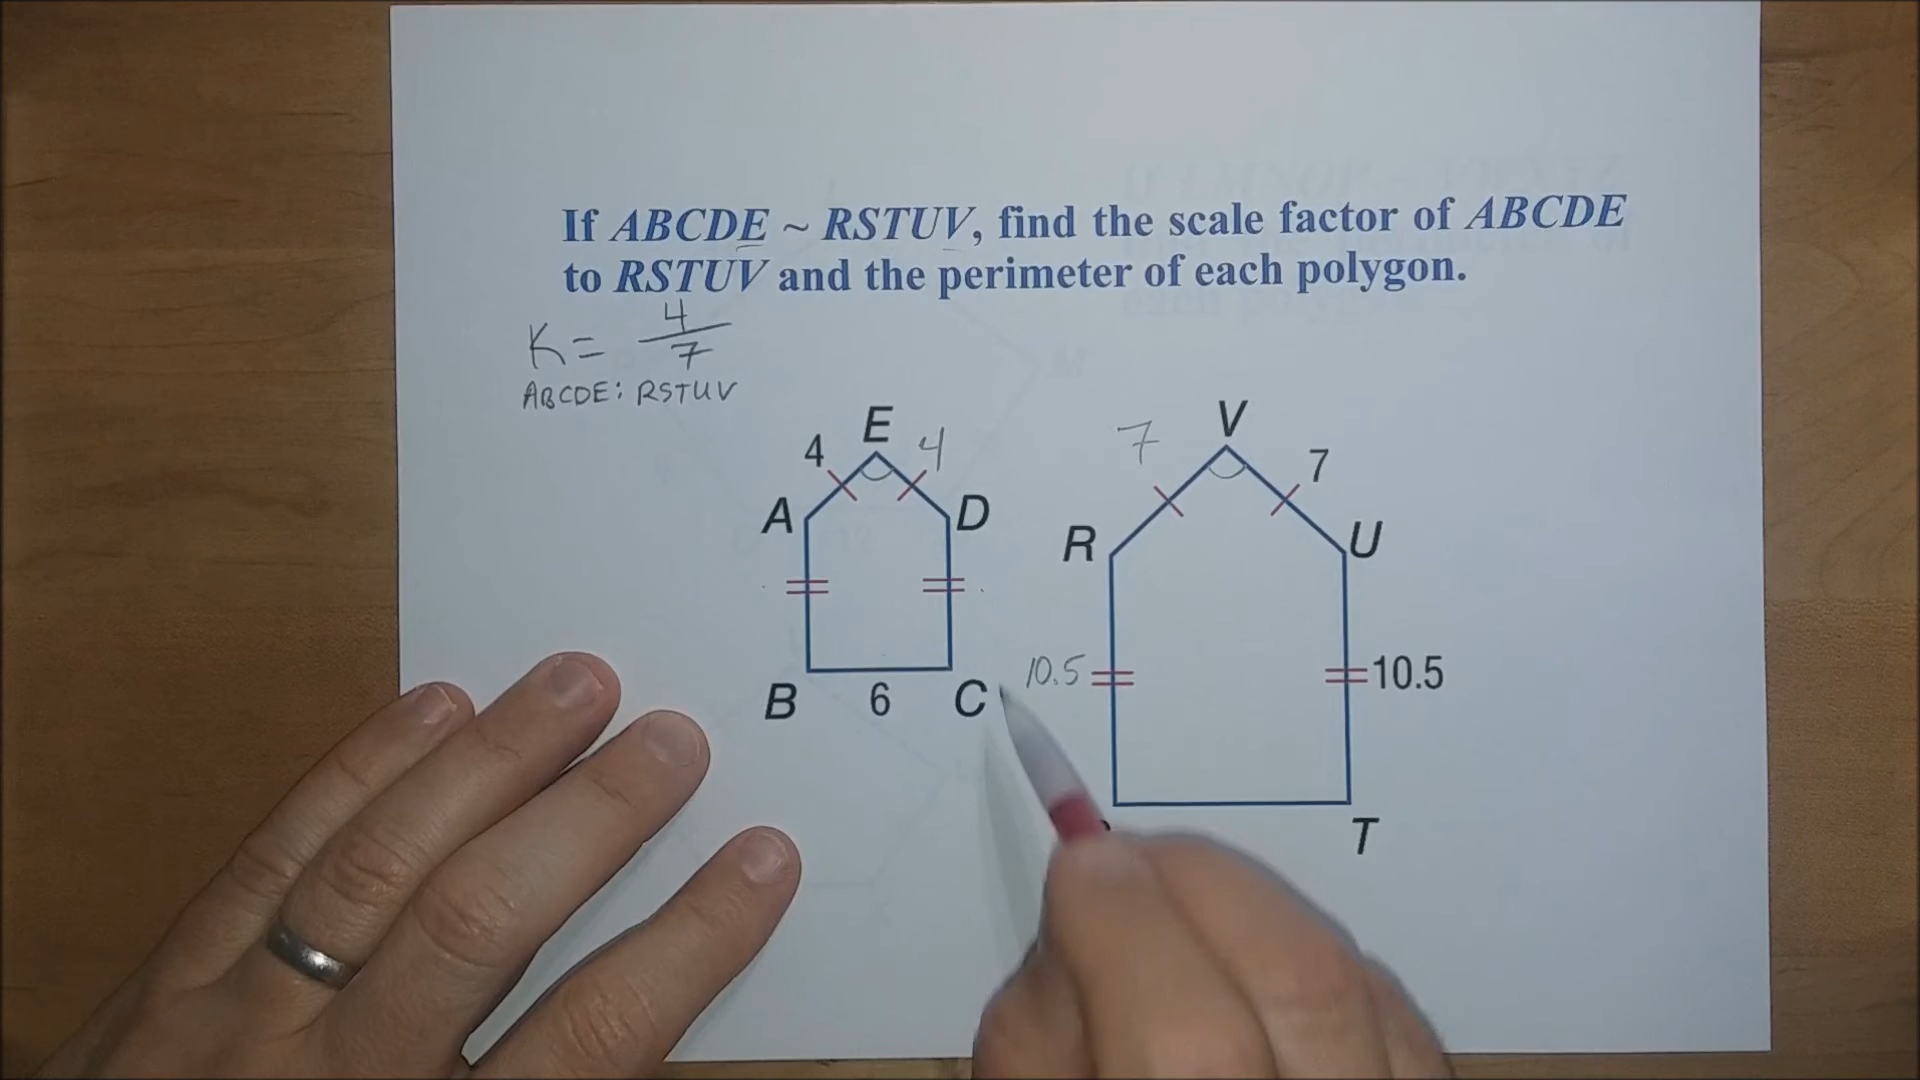 If ABCDE ~ RSTUV, find the scale factor of ABCDE
to RSTUV and the perimeter of each polygon.
K = 4/7
ABCDE: RSTUV
E
V
4
4
7
7
A
D
R
U
10.5
10.5
B
6
C
T